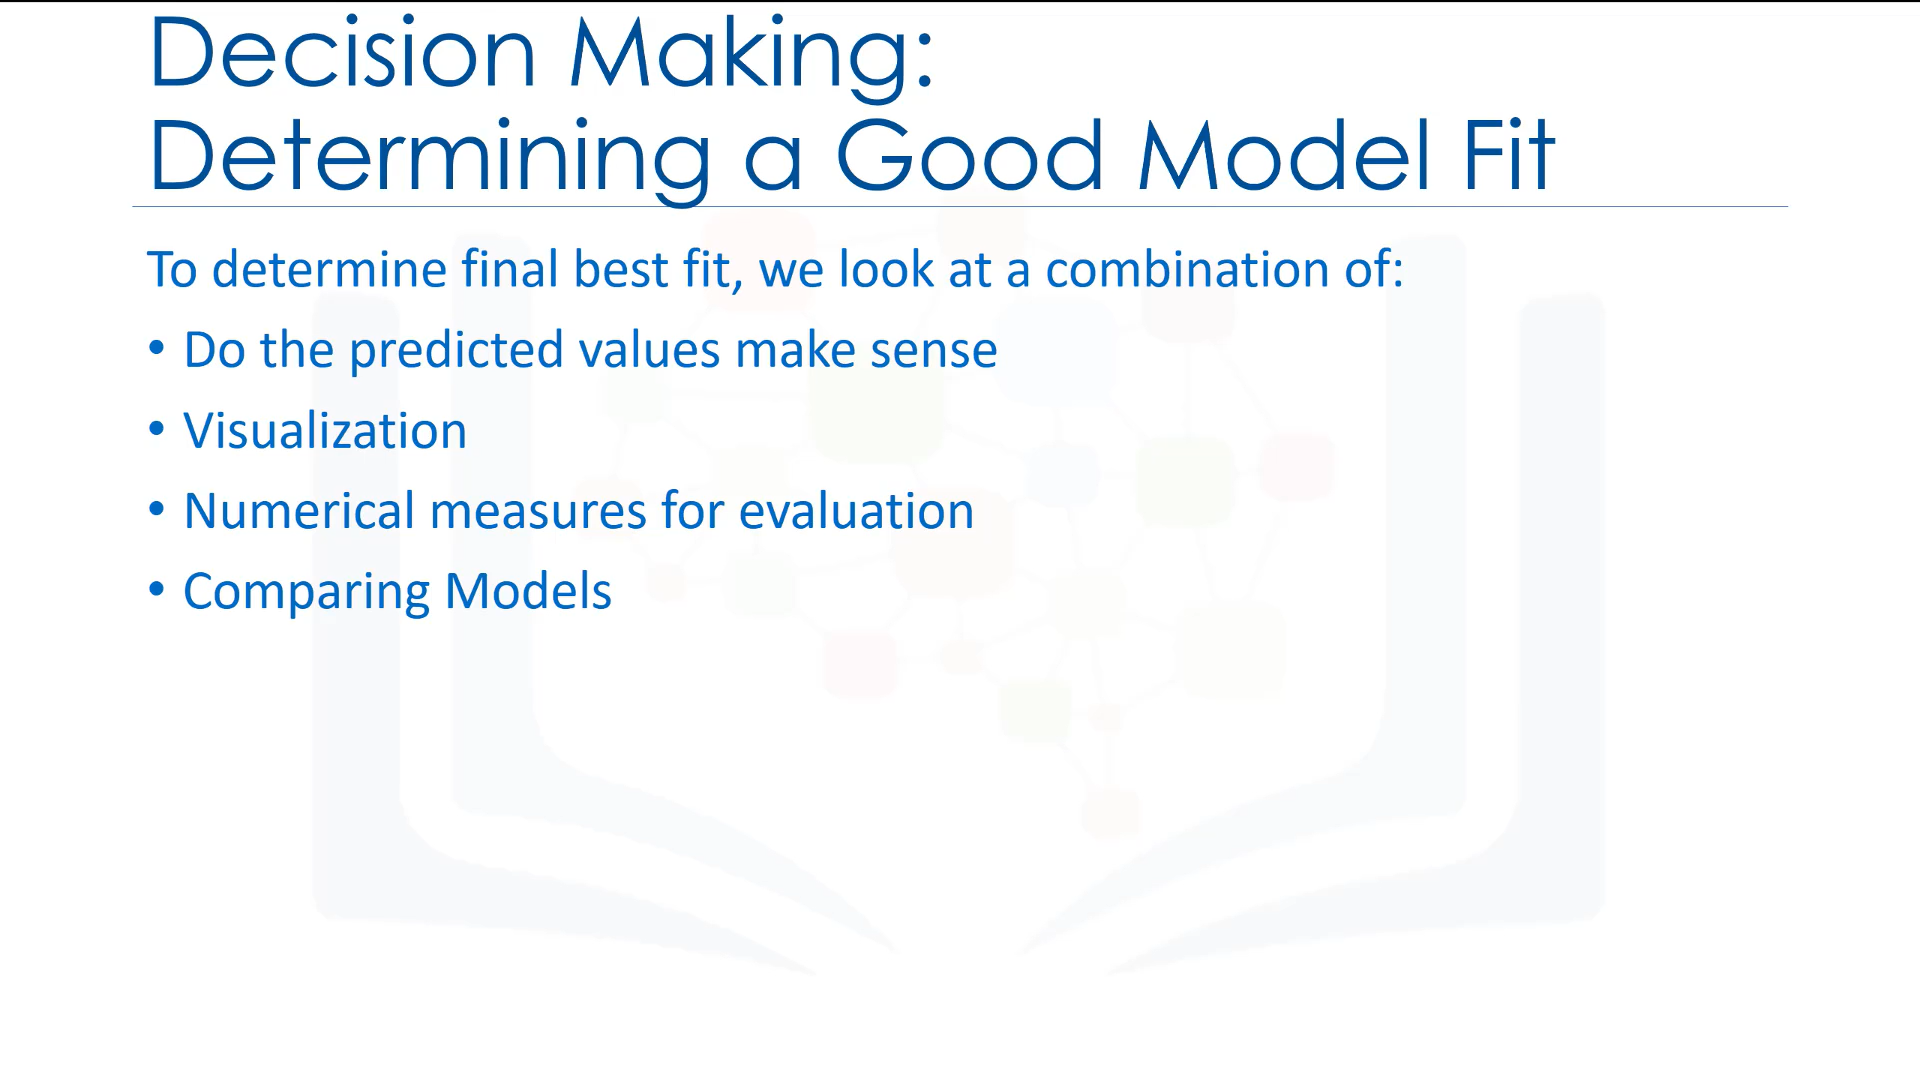 Decision Making:
Determining a Good Model Fit
To determine final best fit, we look at a combination of:
• Do the predicted values make sense
• Visualization
• Numerical measures for evaluation
• Comparing Models